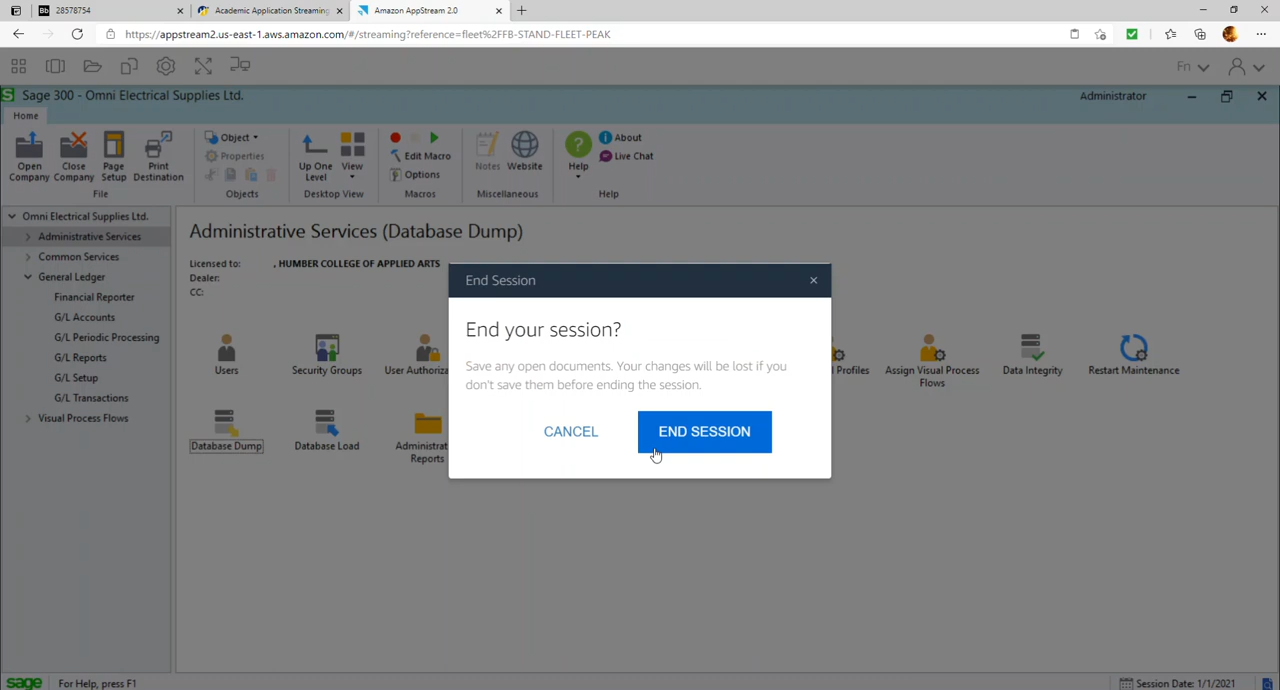 28578754
Academic Application Streaming
Amazon AppStream 2.0
https://appstream2.us-east-1.aws.amazon.com/#/streaming?reference=fleet%2FFB-STAND-FLEET-PEAK
Fn
Sage 300 - Omni Electrical Supplies Ltd.
Administrator
Home
Open Company
Close Company
Page Setup
Print Destination
File
Object
Properties
Objects
Up One Level
View
Desktop View
Edit Macro
Options
Macros
Notes
Website
Miscellaneous
Help
About
Live Chat
Help
Omni Electrical Supplies Ltd.
Administrative Services
Common Services
General Ledger
Financial Reporter
G/L Accounts
G/L Periodic Processing
G/L Reports
G/L Setup
G/L Transactions
Visual Process Flows
Administrative Services (Database Dump)
Licensed to: , HUMBER COLLEGE OF APPLIED ARTS
Dealer:
CC:
Users
Security Groups
User Authoriza
l Profiles
Assign Visual Process
Flows
Data Integrity
Restart Maintenance
Database Dump
Database Load
Administrat
Reports
End Session
End your session?
Save any open documents. Your changes will be lost if you
don't save them before ending the session.
CANCEL
END SESSION
sage
For Help, press F1
Session Date: 1/1/2021